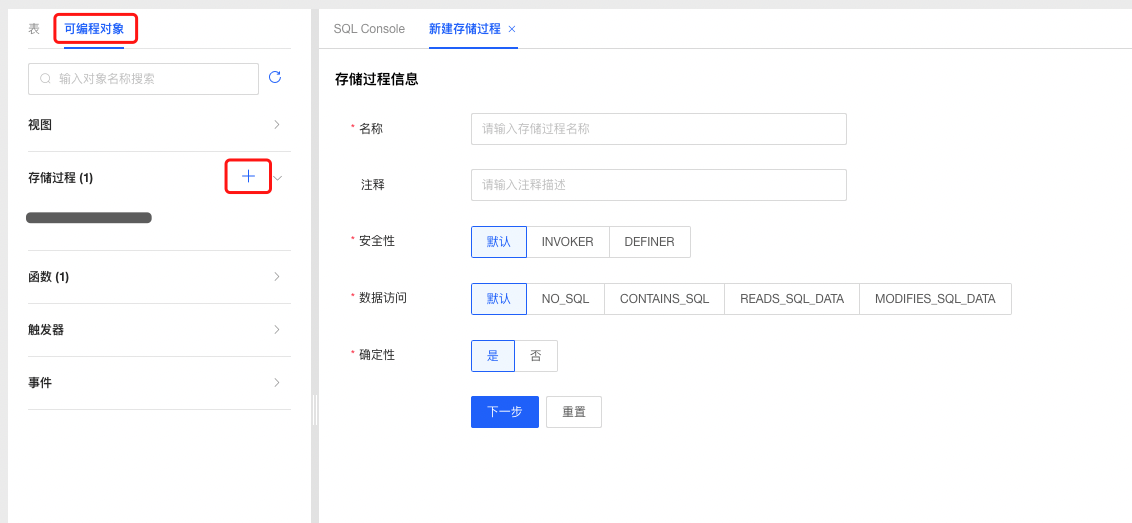 表 可编程对象
输入对象名称搜索
视图
存储过程 (1)
函数 (1)
触发器
事件
SQL Console 新建存储过程 ×
存储过程信息
* 名称 请输入存储过程名称
注释 请输入注释描述
* 安全性 默认 INVOKER DEFINER
* 数据访问 默认 NO_SQL CONTAINS_SQL READS_SQL_DATA MODIFIES_SQL_DATA
* 确定性 是 否
下一步 重置